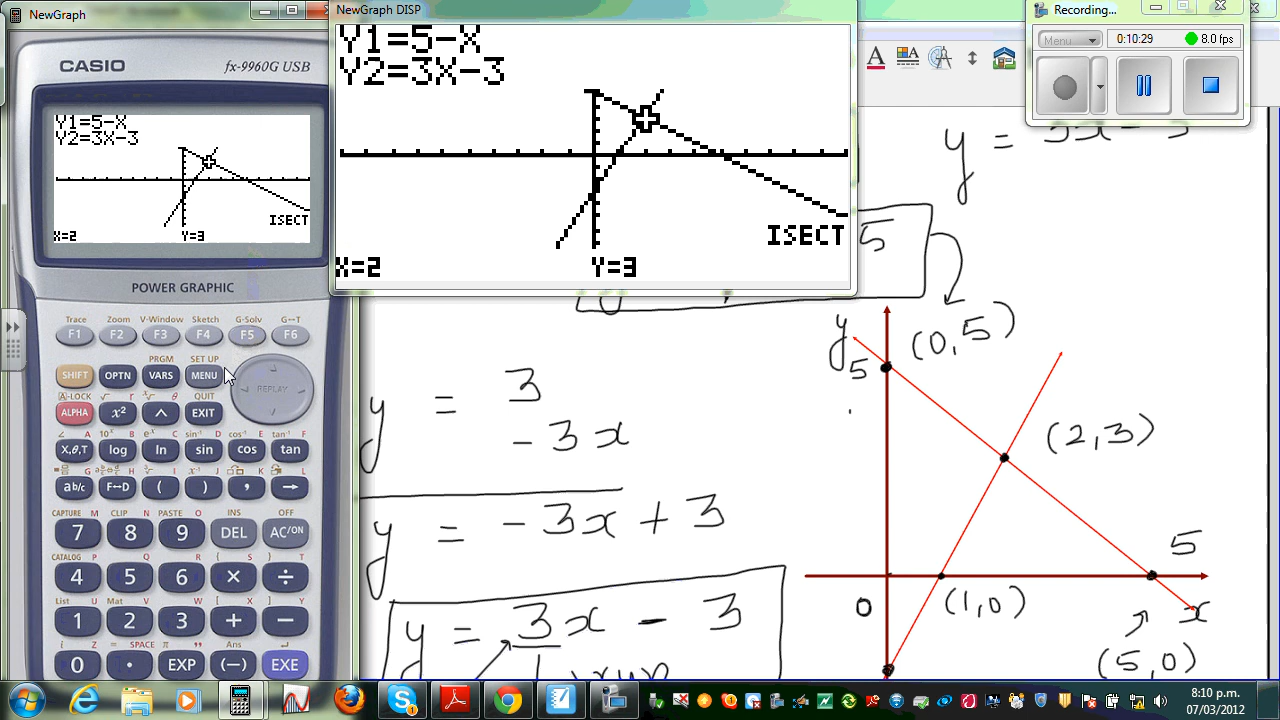 NewGraph
NewGraph DISP
Recording...
Menu
0:10:29
8.0 fps
Y1=5-X
Y2=3X-3
ISECT
X=2
Y=3
CASIO
fx-9960G USB
Y1=5-X
Y2=3X-3
ISECT
X=2
Y=3
POWER GRAPHIC
Trace
Zoom
V-Window
Sketch
G-Solv
G↔T
F1
F2
F3
F4
F5
F6
PRGM
SET UP
SHIFT
OPTN
VARS
MENU
REPLAY
A-LOCK
QUIT
ALPHA
x²
^
EXIT
X,θ,T
log
ln
sin
cos
tan
a b/c
F↔D
(
)
,
→
CAPTURE
CLIP
PASTE
INS
OFF
7
8
9
DEL
AC/ON
CATALOG
4
5
6
×
÷
List
Mat
1
2
3
+
−
SPACE
Ans
0
.
EXP
(−)
EXE
y = 3x - 3
5
y = 3
- 3x
y = - 3x + 3
y = 3x - 3
y
5
(0,5)
(2,3)
5
0
(1,0)
x
(5,0)
8:10 p.m.
07/03/2012